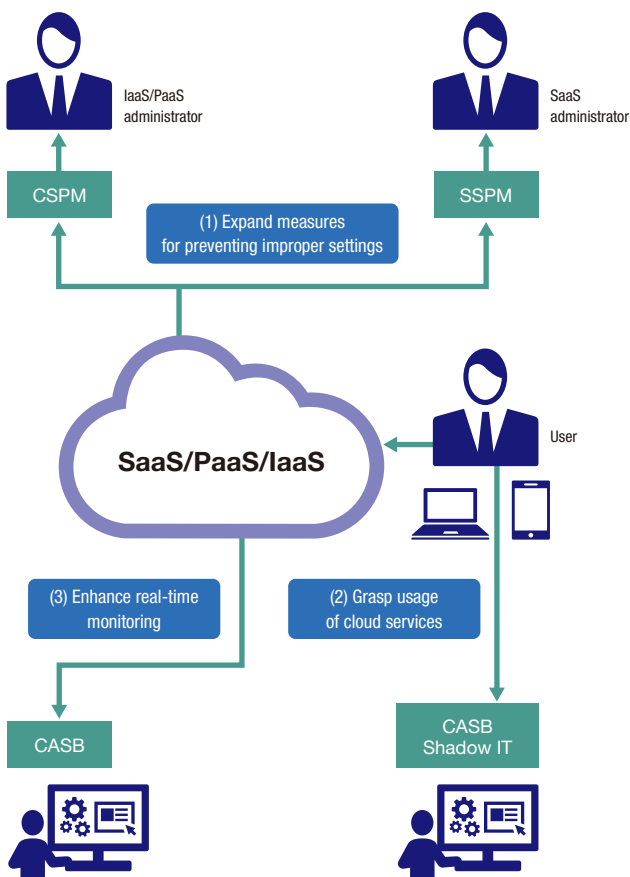 IaaS/PaaS
administrator
SaaS
administrator
CSPM
SSPM
(1) Expand measures
for preventing improper settings
SaaS/PaaS/IaaS
User
(3) Enhance real-time
monitoring
(2) Grasp usage
of cloud services
CASB
CASB
Shadow IT